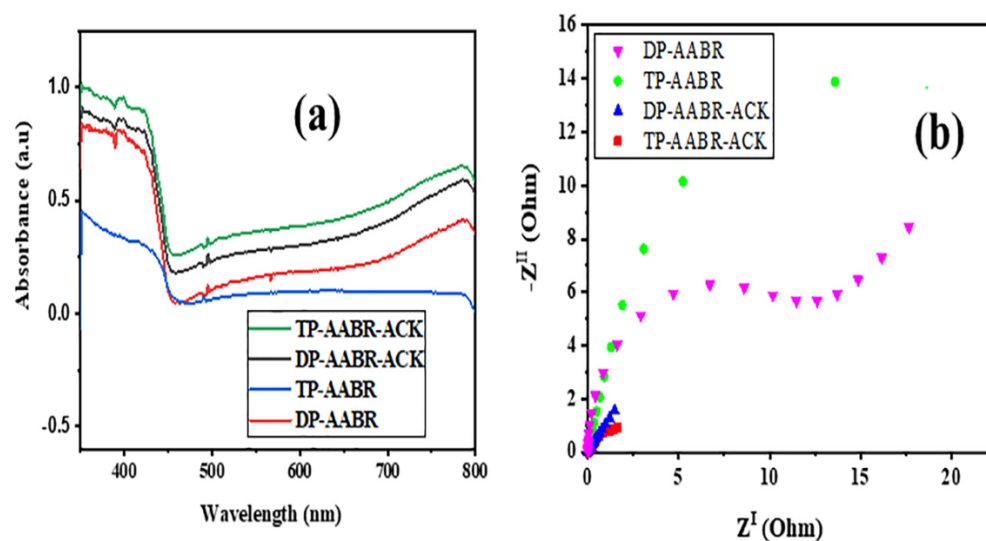 (a)
Absorbance (a.u)
1.0
0.5
0.0
-0.5
TP-AABR-ACK
DP-AABR-ACK
TP-AABR
DP-AABR
400 500 600 700 800
Wavelength (nm)
(b)
-Z^II (Ohm)
16
14
12
10
8
6
4
2
0
DP-AABR
TP-AABR
DP-AABR-ACK
TP-AABR-ACK
0 5 10 15 20
Z^I (Ohm)